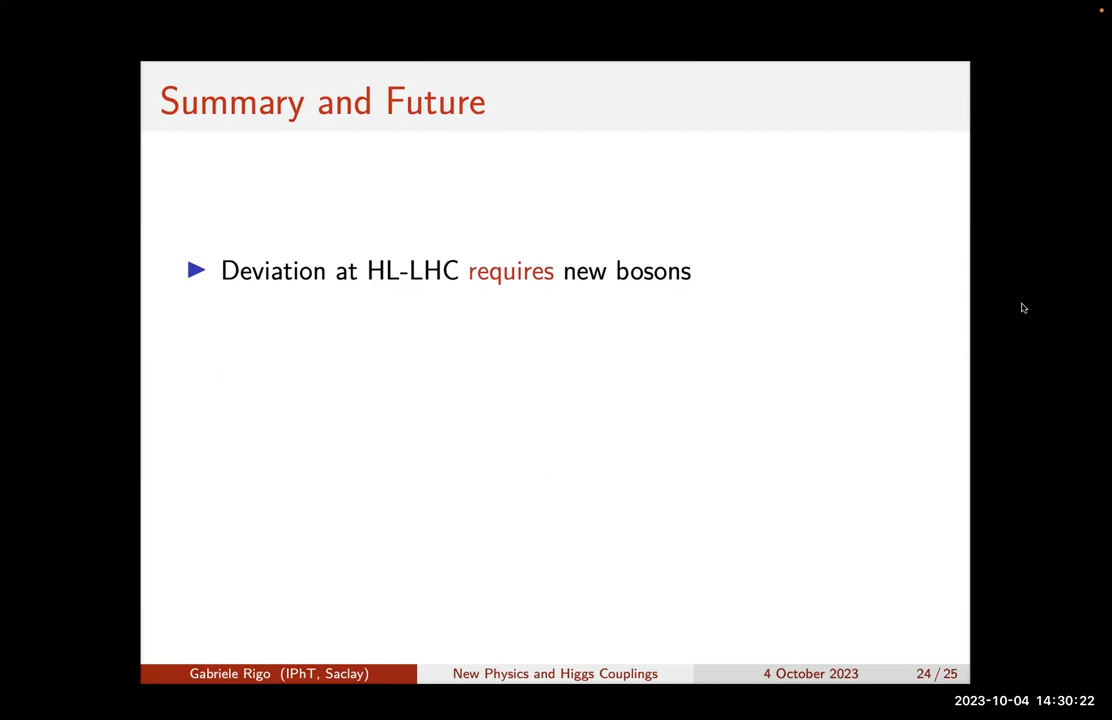 Summary and Future
▶ Deviation at HL-LHC requires new bosons
Gabriele Rigo (IPhT, Saclay)
New Physics and Higgs Couplings
4 October 2023
24 / 25
2023-10-04 14:30:22